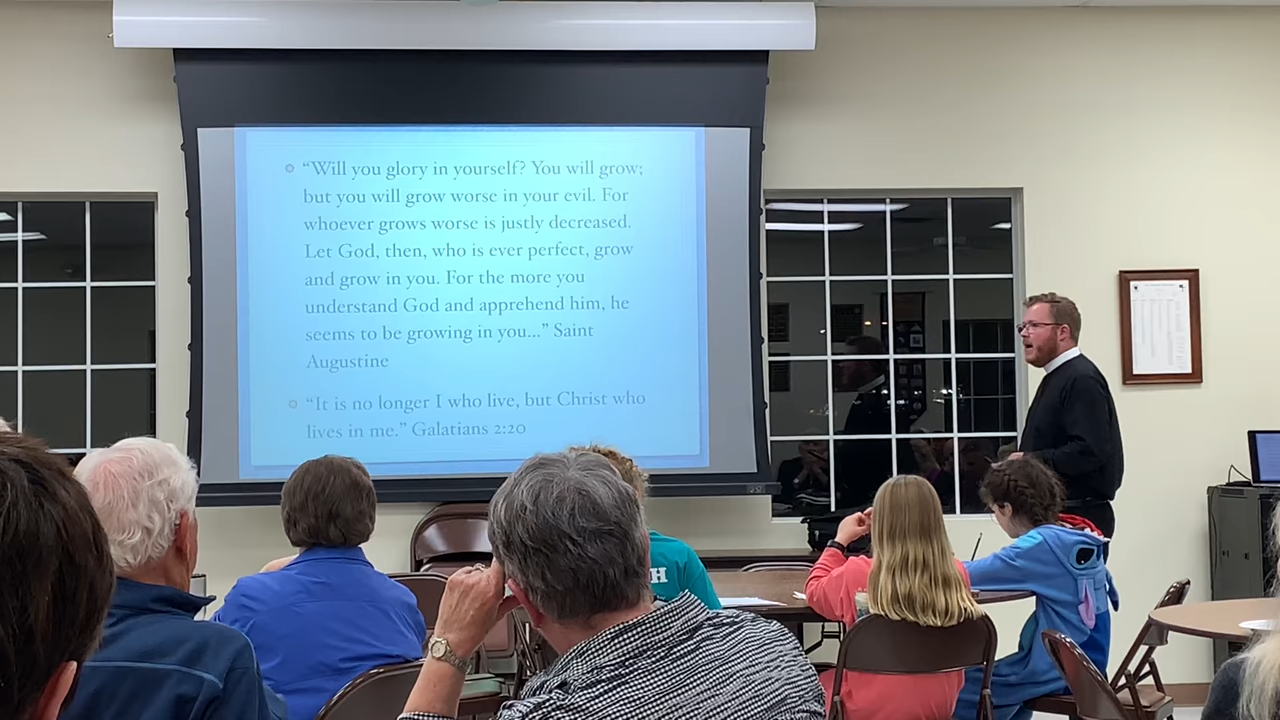 “Will you glory in yourself? You will grow;
but you will grow worse in your evil. For
whoever grows worse is justly decreased.
Let God, then, who is ever perfect, grow
and grow in you. For the more you
understand God and apprehend him, he
seems to be growing in you...” Saint
Augustine
“It is no longer I who live, but Christ who
lives in me.” Galatians 2:20
H